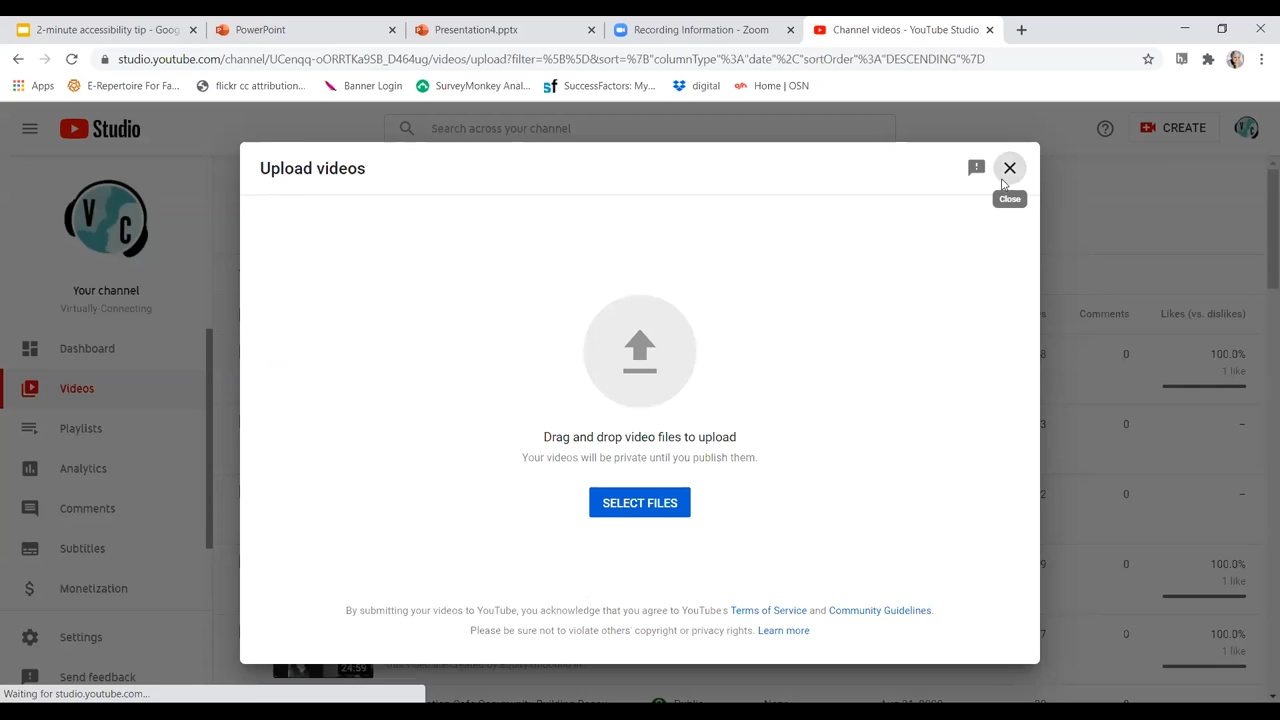 2-minute accessibility tip - Goog
PowerPoint
Presentation4.pptx
Recording Information - Zoom
Channel videos - YouTube Studio
studio.youtube.com/channel/UCenqq-oORRTKa9SB_D464ug/videos/upload?filter=%5B%5D&sort=%7B"columnType"%3A"date"%2C"sortOrder"%3A"DESCENDING"%7D
Apps
E-Repertoire For Fa...
flickr cc attribution...
Banner Login
SurveyMonkey Anal...
SuccessFactors: My...
digital
Home | OSN
Studio
Search across your channel
CREATE
Upload videos
Close
VC
Your channel
Virtually Connecting
Dashboard
Videos
Playlists
Analytics
Comments
Subtitles
Monetization
Settings
Send feedback
Drag and drop video files to upload
Your videos will be private until you publish them.
SELECT FILES
By submitting your videos to YouTube, you acknowledge that you agree to YouTube's Terms of Service and Community Guidelines.
Please be sure not to violate others' copyright or privacy rights. Learn more
Comments
Likes (vs. dislikes)
0
100.0%
1 like
0
–
0
–
0
100.0%
1 like
0
100.0%
1 like
24:59
Waiting for studio.youtube.com...